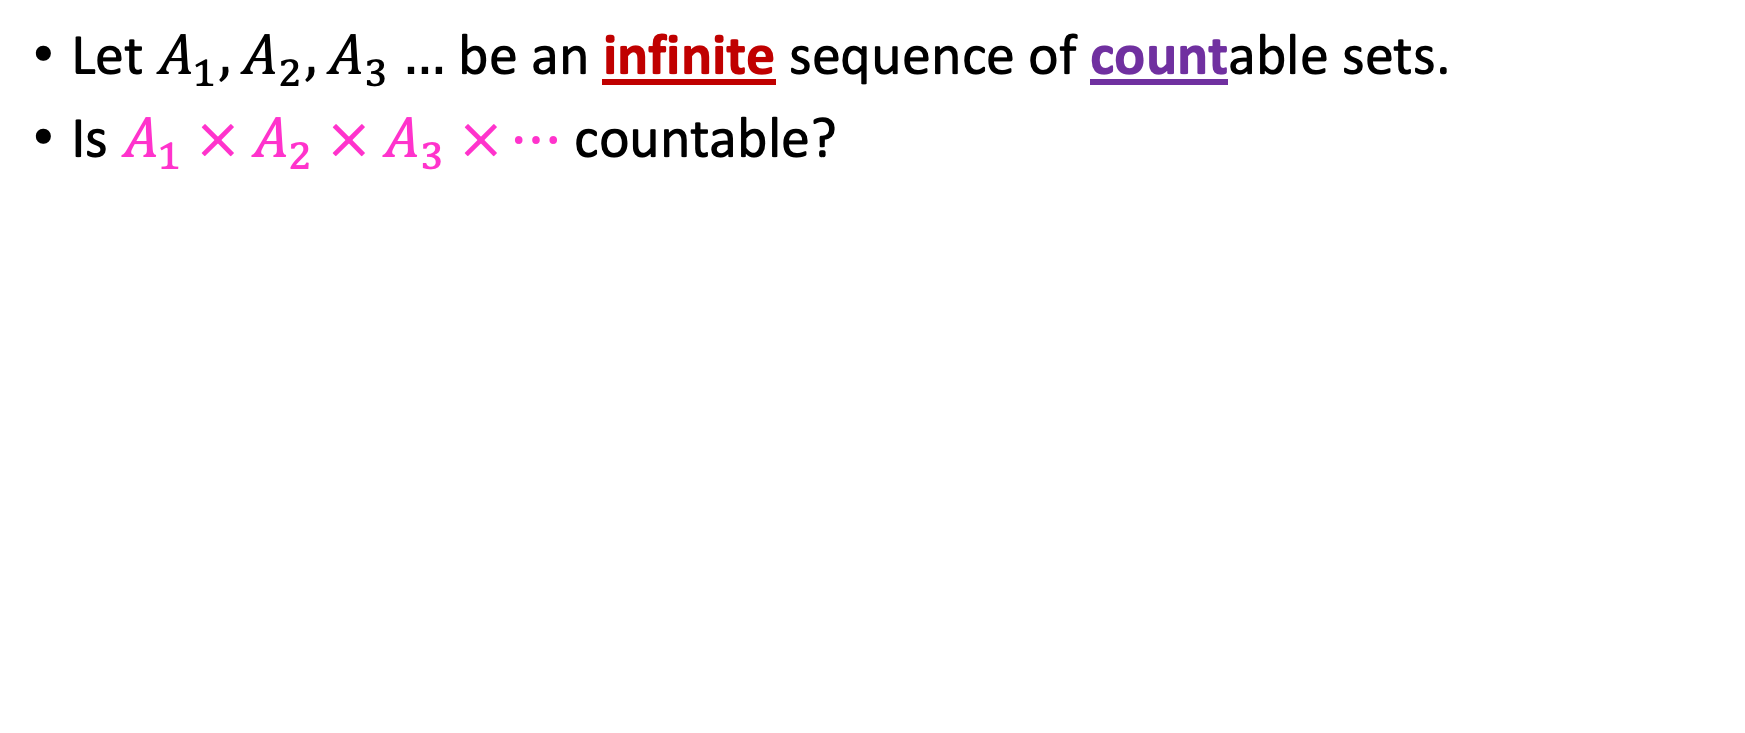 • Let A₁, A₂, A₃ … be an infinite sequence of countable sets.
• Is A₁ × A₂ × A₃ × ⋯ countable?